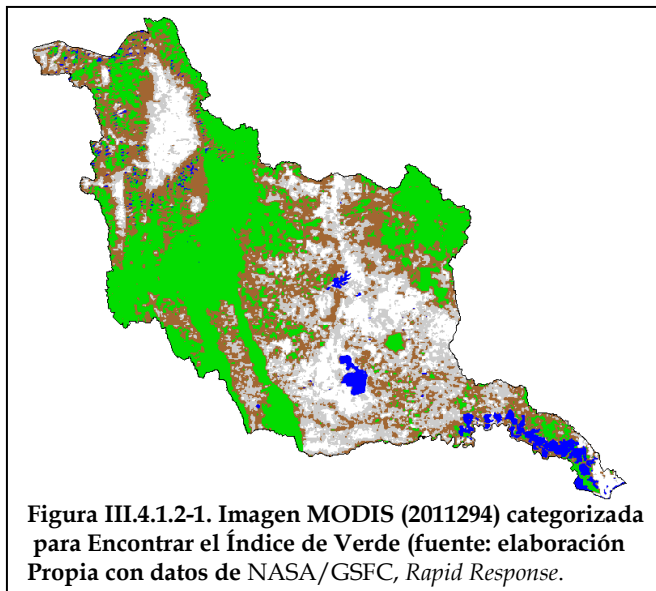 Figura III.4.1.2-1. Imagen MODIS (2011294) categorizada
para Encontrar el Índice de Verde (fuente: elaboración
Propia con datos de NASA/GSFC, Rapid Response.